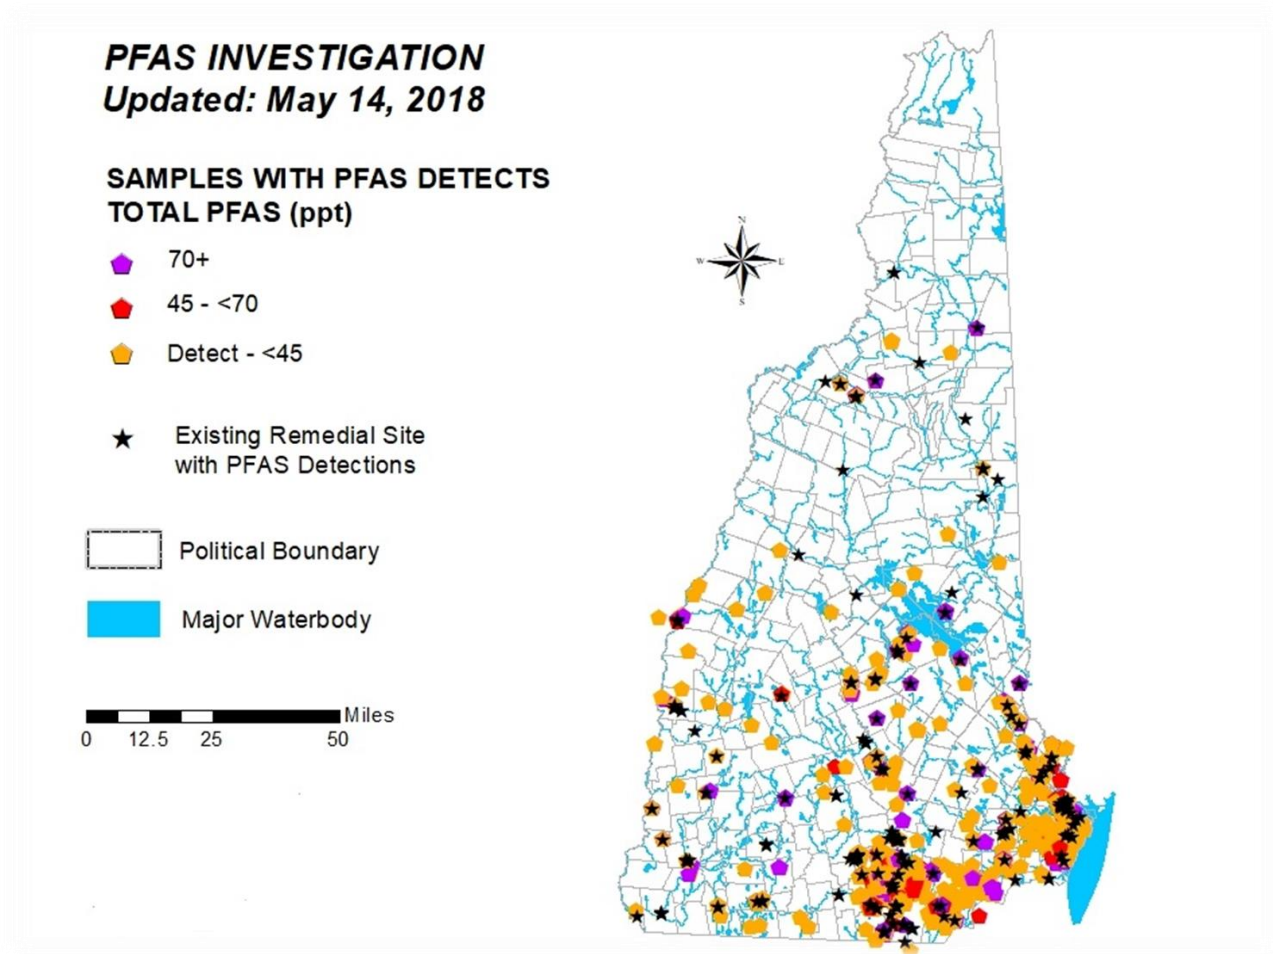 PFAS INVESTIGATION
Updated: May 14, 2018
SAMPLES WITH PFAS DETECTS
TOTAL PFAS (ppt)
70+
45 - <70
Detect - <45
Existing Remedial Site
with PFAS Detections
Political Boundary
Major Waterbody
Miles
0 12.5 25 50
N
W E
S